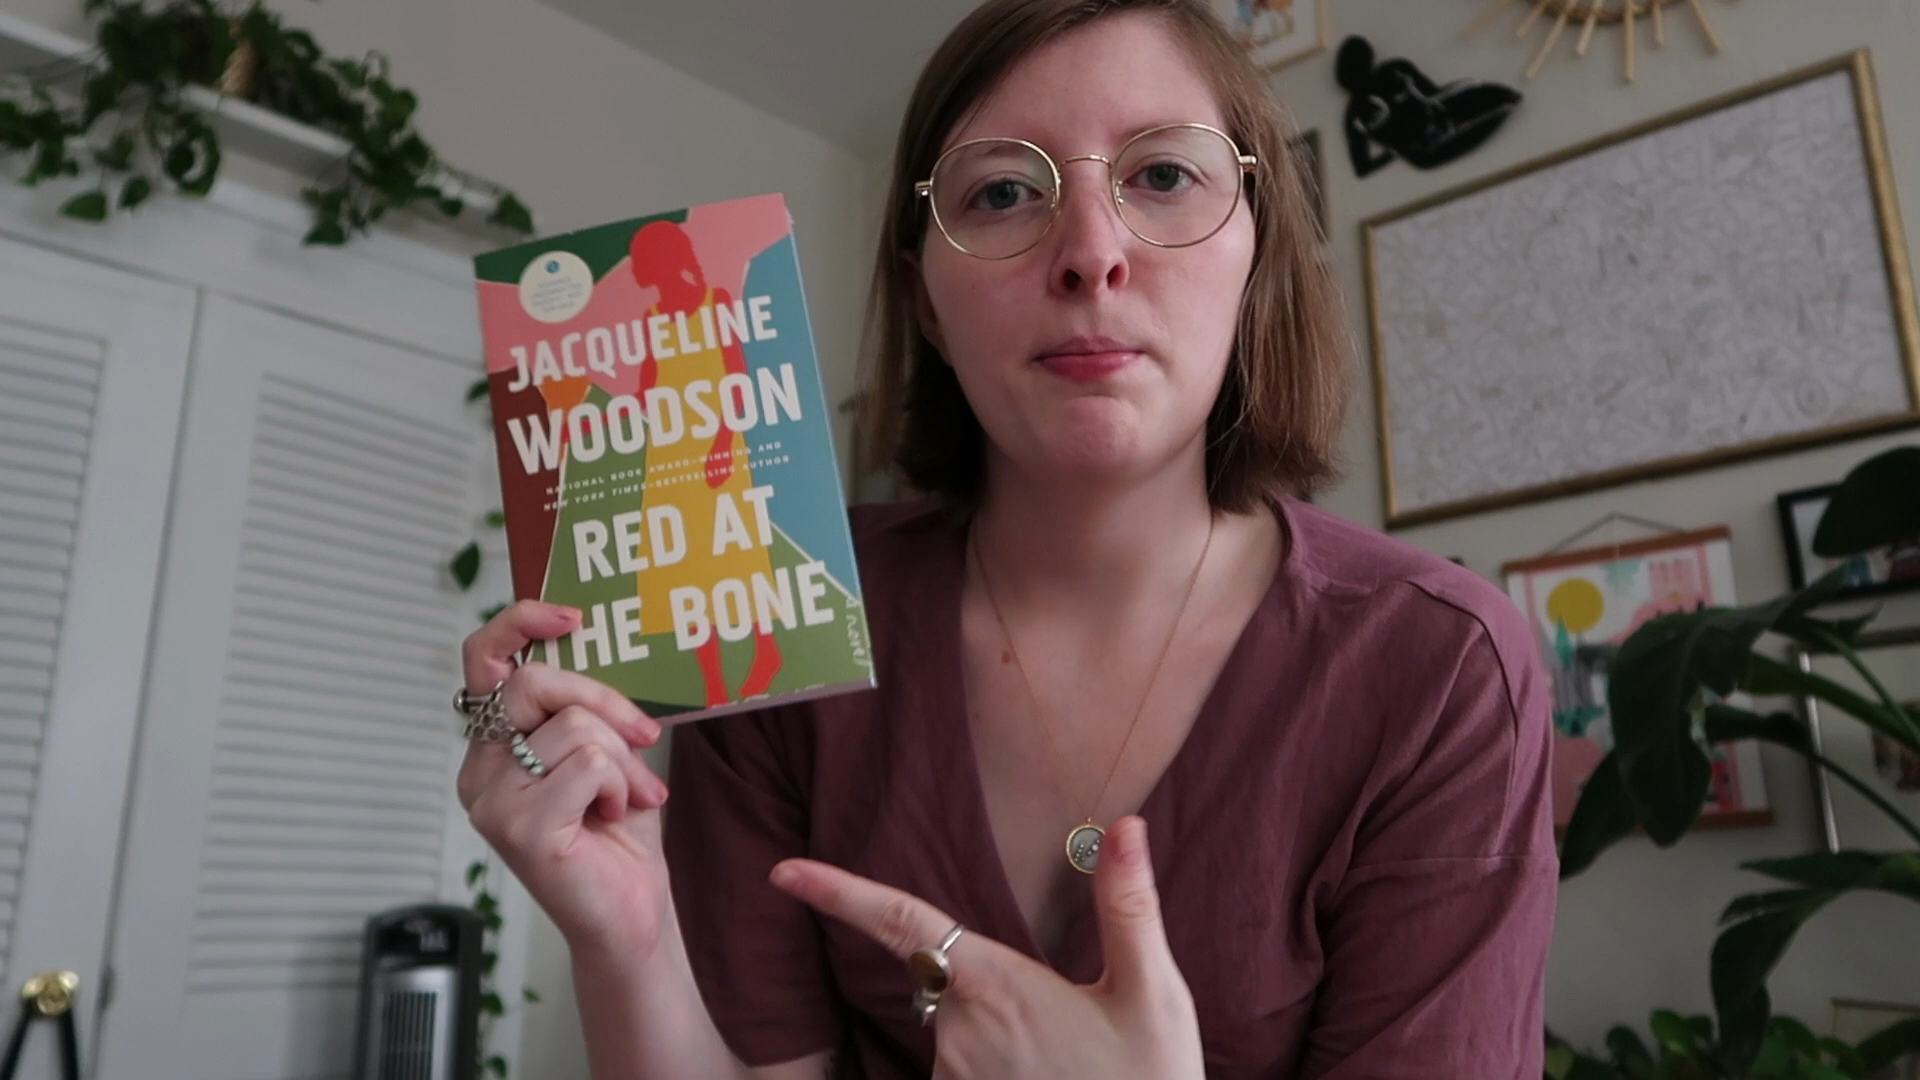 JACQUELINE
WOODSON
NATIONAL BOOK AWARD–WINNING AND
NEW YORK TIMES–BESTSELLING AUTHOR
RED AT
THE BONE
a novel